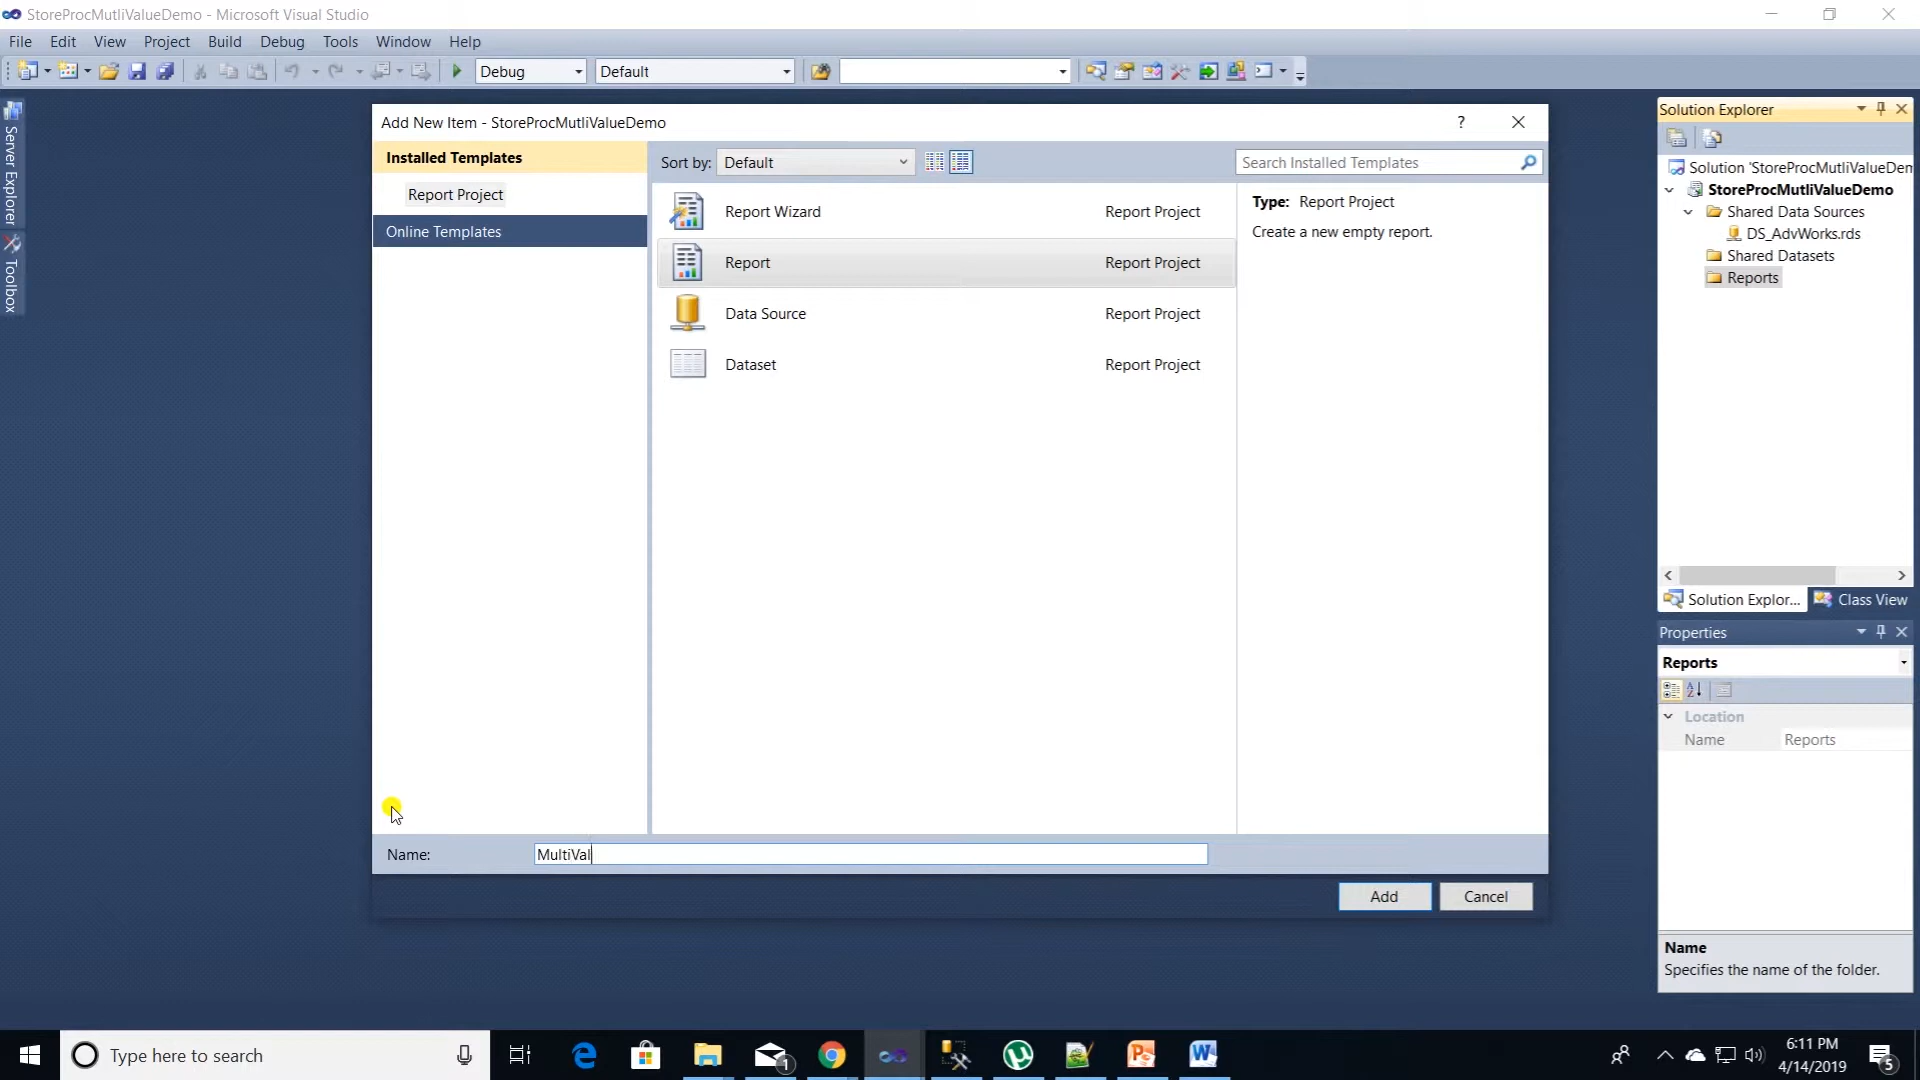 StoreProcMutliValueDemo - Microsoft Visual Studio
File Edit View Project Build Debug Tools Window Help
Debug Default
Server Explorer
Toolbox
Add New Item - StoreProcMutliValueDemo ?
Installed Templates
Report Project
Online Templates
Sort by: Default
Search Installed Templates
Report Wizard Report Project
Report Report Project
Data Source Report Project
Dataset Report Project
Type: Report Project
Create a new empty report.
Name: MultiVal
Add Cancel
Solution Explorer
Solution 'StoreProcMutliValueDem
StoreProcMutliValueDemo
Shared Data Sources
DS_AdvWorks.rds
Shared Datasets
Reports
Solution Explor... Class View
Properties
Reports
Location
Name Reports
Name
Specifies the name of the folder.
Type here to search
1
6:11 PM
4/14/2019
5